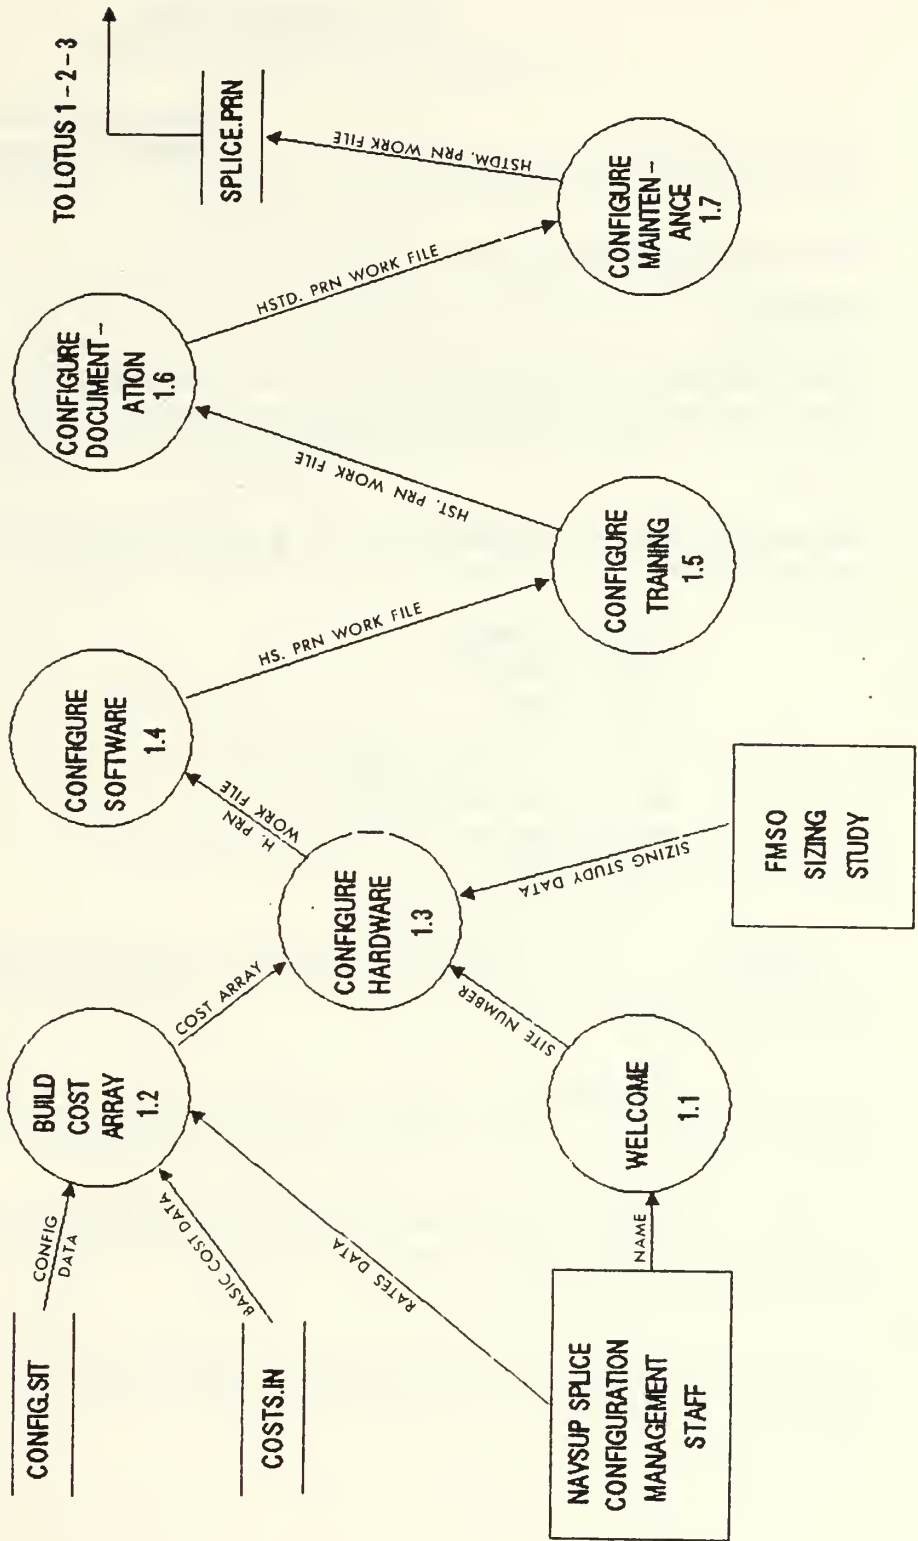 CONFIG.SIT
CONFIG
DATA
COSTS.IN
BASIC COST DATA
BUILD
COST
ARRAY
1.2
RATES DATA
NAVSUP SPLICE
CONFIGURATION
MANAGEMENT
STAFF
NAME
WELCOME
1.1
COST ARRAY
SITE NUMBER
CONFIGURE
HARDWARE
1.3
SIZING STUDY DATA
FMSO
SIZING
STUDY
H. PRN
WORK FILE
CONFIGURE
SOFTWARE
1.4
HS. PRN WORK FILE
CONFIGURE
TRAINING
1.5
HST. PRN WORK FILE
CONFIGURE
DOCUMENT-
ATION
1.6
HSTD. PRN WORK FILE
CONFIGURE
MAINTEN-
ANCE
1.7
HSTDM. PRN WORK FILE
SPLICE.PRN
TO LOTUS 1-2-3